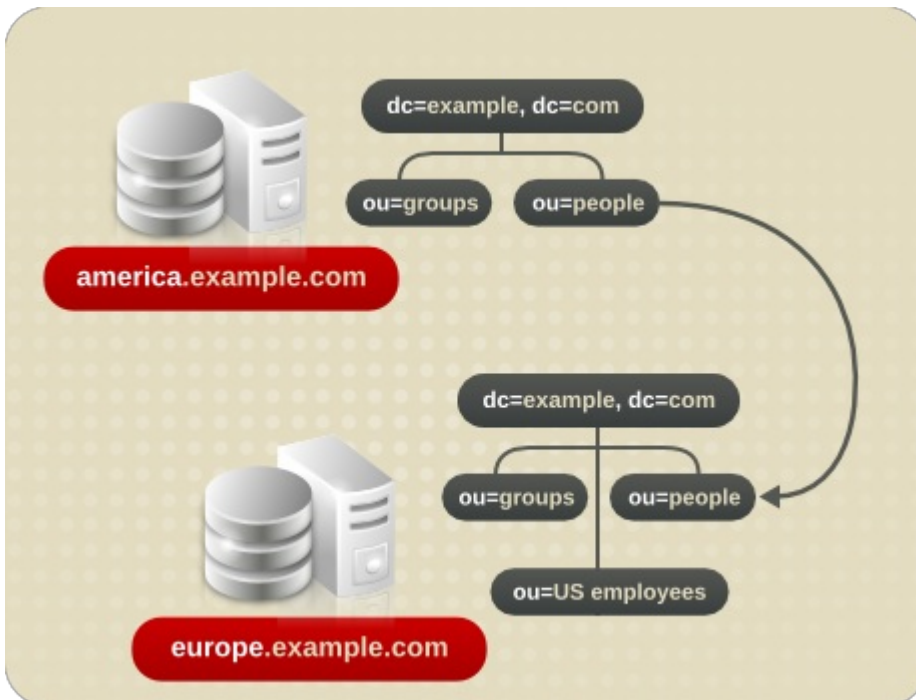 dc=example, dc=com
ou=groups
ou=people
america.example.com
dc=example, dc=com
ou=groups
ou=people
ou=US employees
europe.example.com